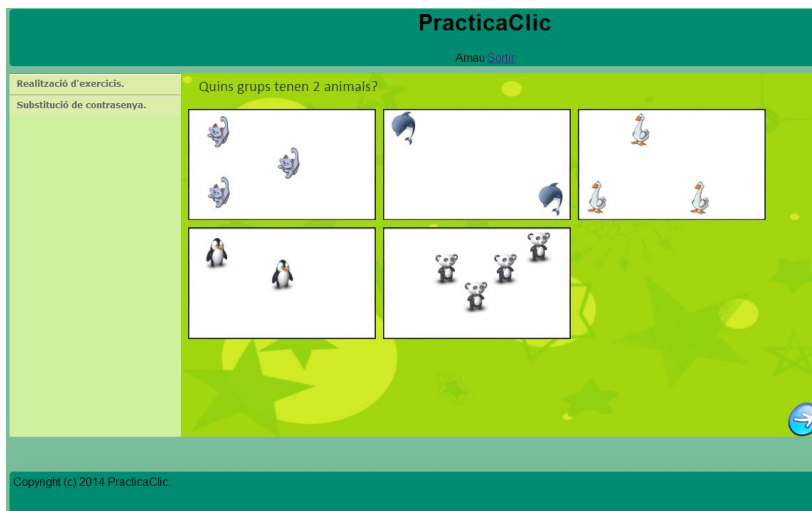 PracticaClic
Arnau Sortir
Realització d'exercicis.
Substitució de contrasenya.
Quins grups tenen 2 animals?
Copyright (c) 2014 PracticaClic.